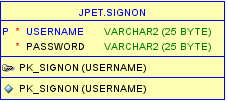 JPET.SIGNON
P * USERNAME VARCHAR2 (25 BYTE)
* PASSWORD VARCHAR2 (25 BYTE)
PK_SIGNON (USERNAME)
PK_SIGNON (USERNAME)